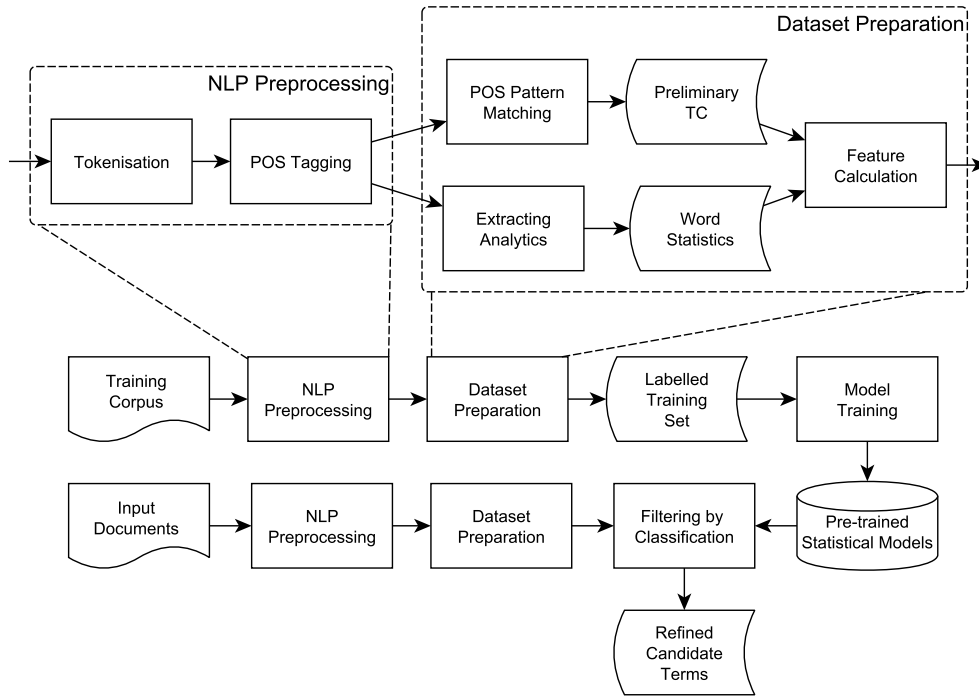 Dataset Preparation
NLP Preprocessing
Tokenisation
POS Tagging
POS Pattern
Matching
Preliminary
TC
Extracting
Analytics
Word
Statistics
Feature
Calculation
Training
Corpus
NLP
Preprocessing
Dataset
Preparation
Labelled
Training
Set
Model
Training
Input
Documents
NLP
Preprocessing
Dataset
Preparation
Filtering by
Classification
Pre-trained
Statistical Models
Refined
Candidate
Terms